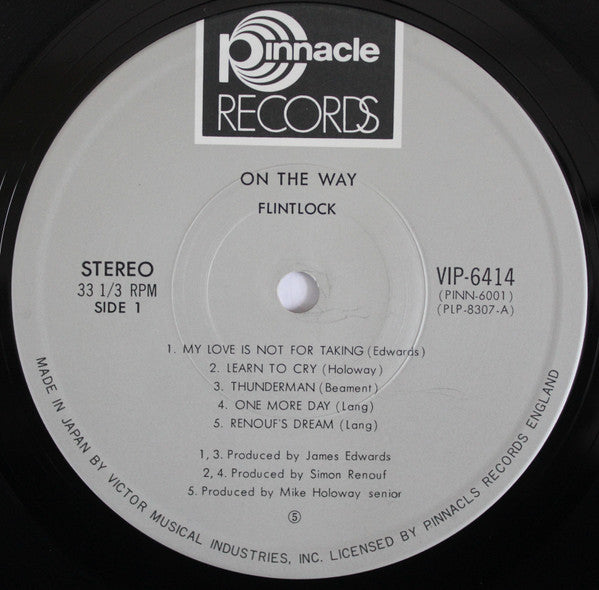 Pinnacle
RECORDS
ON THE WAY
FLINTLOCK
STEREO
33 1/3 RPM
SIDE 1
VIP-6414
(PINN-6001)
(PLP-8307-A)
1. MY LOVE IS NOT FOR TAKING (Edwards)
2. LEARN TO CRY (Holoway)
3. THUNDERMAN (Beament)
4. ONE MORE DAY (Lang)
5. RENOUF'S DREAM (Lang)
1, 3. Produced by James Edwards
2, 4. Produced by Simon Renouf
5. Produced by Mike Holoway senior
⑤
MADE IN JAPAN BY VICTOR MUSICAL INDUSTRIES, INC. LICENSED BY PINNACLS RECORDS ENGLAND